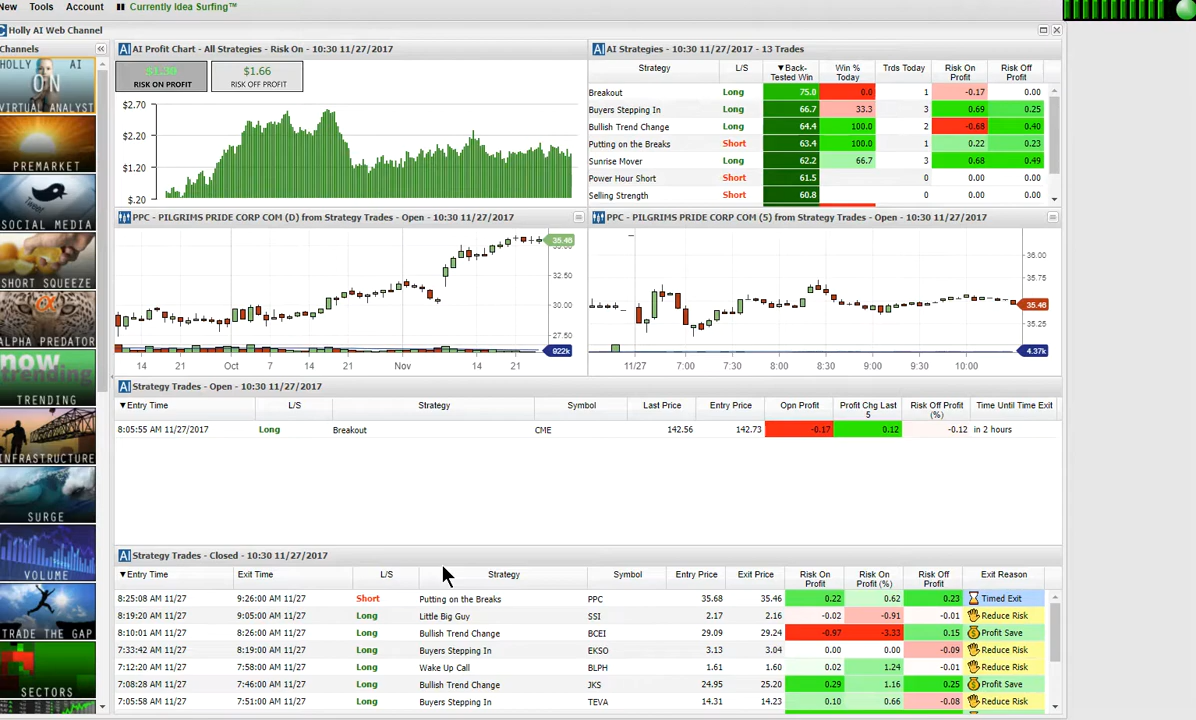 New Tools Account Currently Idea Surfing™
Holly AI Web Channel
Channels
HOLLY AI
ON
VIRTUAL ANALYST
PREMARKET
SOCIAL MEDIA
SHORT SQUEEZE
α
ALPHA PREDATOR
now
trending
TRENDING
INFRASTRUCTURE
SURGE
VOLUME
TRADE THE GAP
SECTORS
AI AI Profit Chart - All Strategies - Risk On - 10:30 11/27/2017
RISK ON PROFIT
$1.66
RISK OFF PROFIT
$2.70
$2.20
$1.20
$.20
AI AI Strategies - 10:30 11/27/2017 - 13 Trades
Strategy L/S ▼Back-Tested Win Win % Today Trds Today Risk On Profit Risk Off Profit
Breakout Long 75.0 0.0 1 -0.17 0.00
Buyers Stepping In Long 66.7 33.3 3 0.69 0.25
Bullish Trend Change Long 64.4 100.0 2 -0.68 0.40
Putting on the Breaks Short 63.4 100.0 1 0.22 0.23
Sunrise Mover Long 62.2 66.7 3 0.68 0.49
Power Hour Short Short 61.5 0 0.00 0.00
Selling Strength Short 60.8 0 0.00 0.00
PPC - PILGRIMS PRIDE CORP COM (D) from Strategy Trades - Open - 10:30 11/27/2017
35.46
32.50
30.00
27.50
922k
14 21 Oct 7 14 21 Nov 14 21
PPC - PILGRIMS PRIDE CORP COM (5) from Strategy Trades - Open - 10:30 11/27/2017
36.00
35.75
35.46
35.25
4.37k
11/27 7:00 7:30 8:00 8:30 9:00 9:30 10:00
AI Strategy Trades - Open - 10:30 11/27/2017
▼Entry Time L/S Strategy Symbol Last Price Entry Price Opn Profit Profit Chg Last 5 Risk Off Profit (%) Time Until Time Exit
8:05:55 AM 11/27/2017 Long Breakout CME 142.56 142.73 -0.17 0.12 -0.12 in 2 hours
AI Strategy Trades - Closed - 10:30 11/27/2017
▼Entry Time Exit Time L/S Strategy Symbol Entry Price Exit Price Risk On Profit Risk On Profit (%) Risk Off Profit Exit Reason
8:25:08 AM 11/27 9:26:00 AM 11/27 Short Putting on the Breaks PPC 35.68 35.46 0.22 0.62 0.23 Timed Exit
8:19:20 AM 11/27 9:05:00 AM 11/27 Long Little Big Guy SSI 2.17 2.16 -0.02 -0.91 -0.01 Reduce Risk
8:10:01 AM 11/27 8:26:00 AM 11/27 Long Bullish Trend Change BCEI 29.09 29.24 -0.97 -3.33 0.15 Profit Save
7:33:42 AM 11/27 8:19:00 AM 11/27 Long Buyers Stepping In EKSO 3.13 3.04 0.00 0.00 -0.09 Reduce Risk
7:12:20 AM 11/27 7:58:00 AM 11/27 Long Wake Up Call BLPH 1.61 1.60 0.02 1.24 -0.01 Reduce Risk
7:08:28 AM 11/27 7:46:00 AM 11/27 Long Bullish Trend Change JKS 24.95 25.20 0.29 1.16 0.25 Profit Save
7:05:58 AM 11/27 7:51:00 AM 11/27 Long Buyers Stepping In TEVA 14.31 14.23 0.10 0.66 -0.08 Reduce Risk